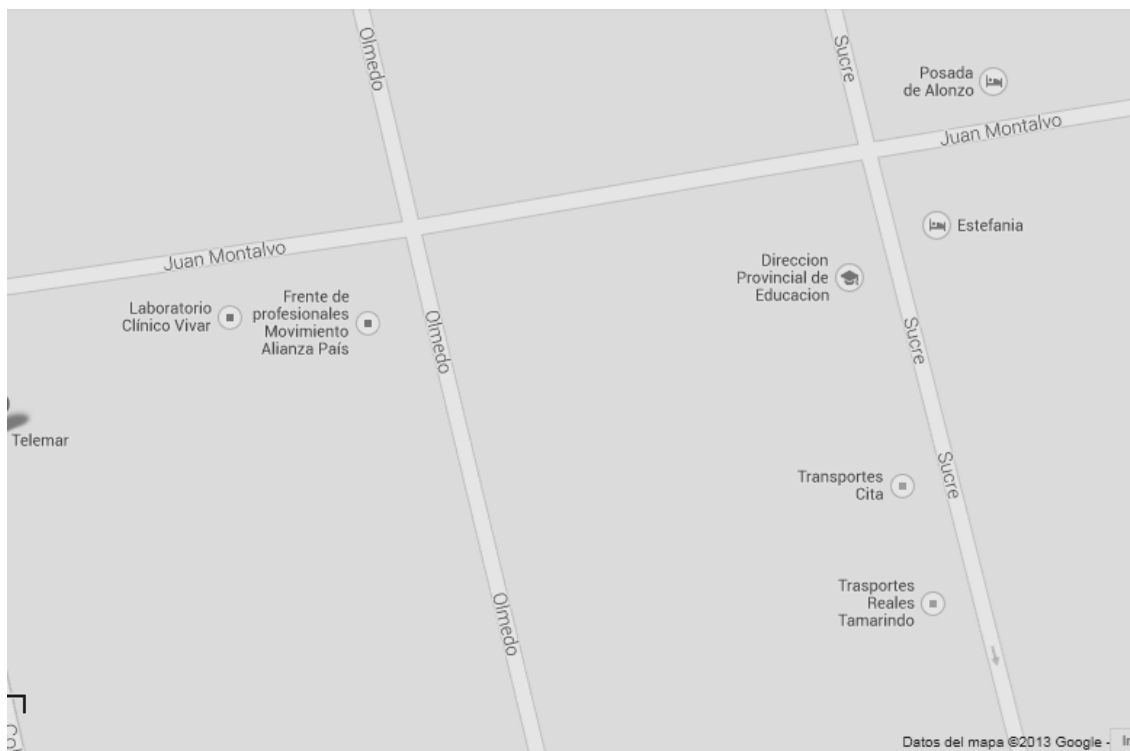 Olmedo
Sucre
Posada
de Alonzo
Juan Montalvo
Estefania
Juan Montalvo
Direccion
Provincial de
Educacion
Laboratorio
Clínico Vivar
Frente de
profesionales
Movimiento
Alianza País
Olmedo
Sucre
Telemar
Sucre
Transportes
Cita
Trasportes
Reales
Tamarindo
Olmedo
Datos del mapa ©2013 Google -